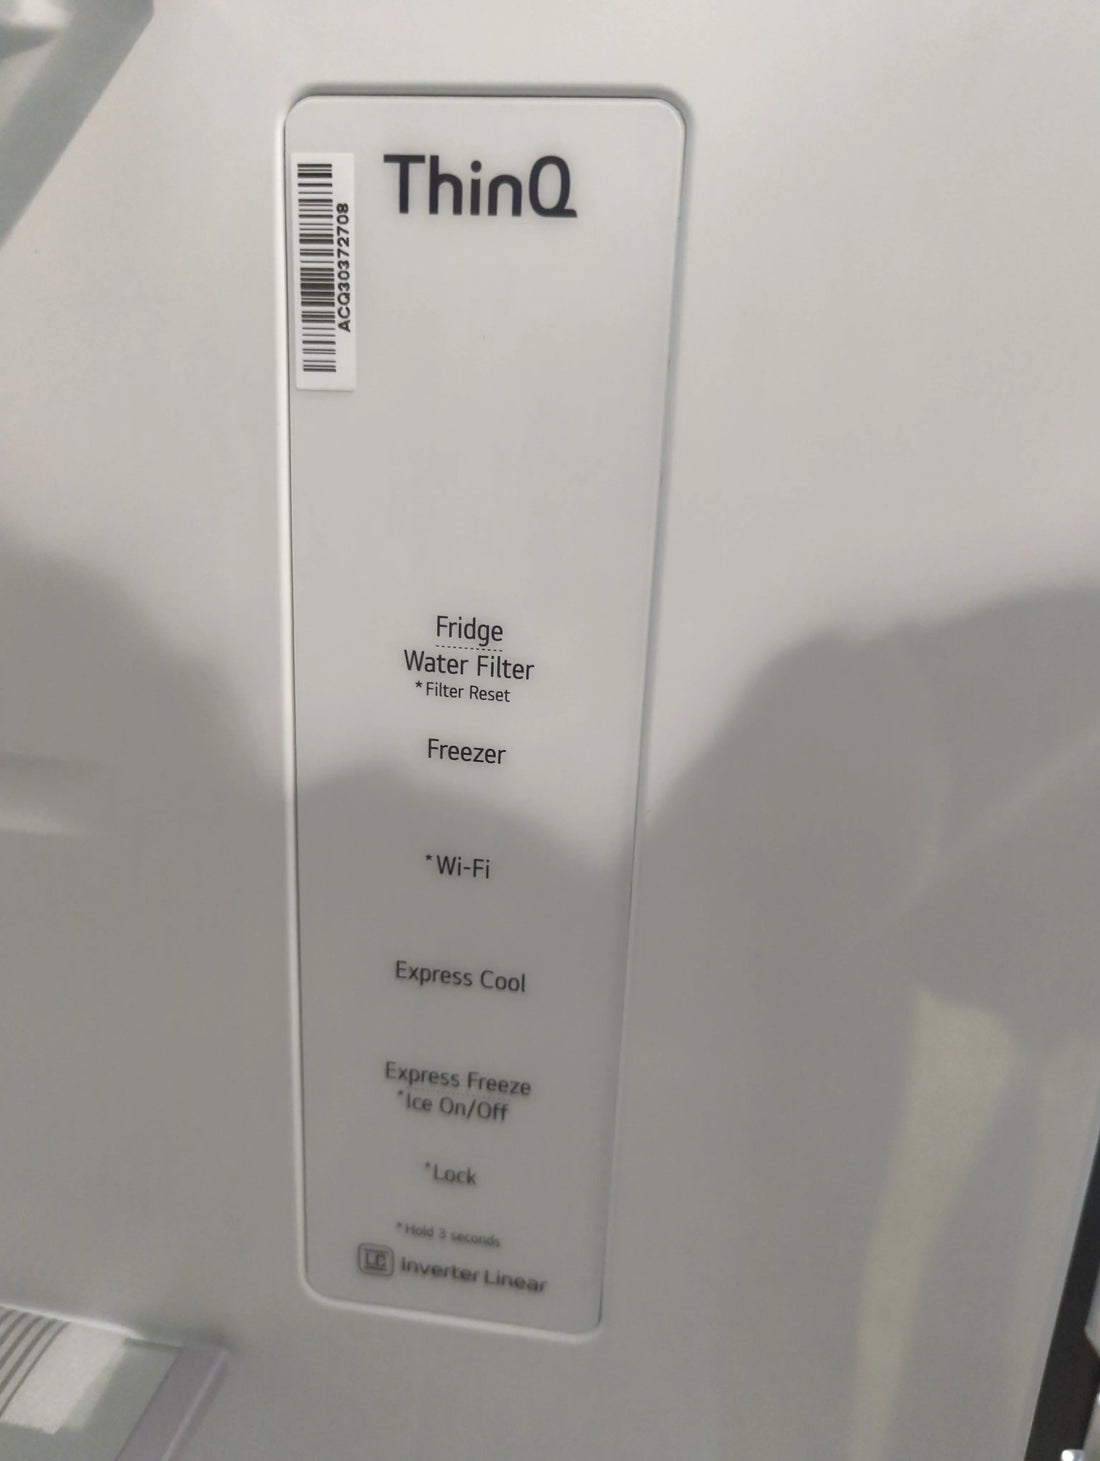 ThinQ
ACQ30372708
Fridge
Water Filter
*Filter Reset
Freezer
*Wi-Fi
Express Cool
Express Freeze
*Ice On/Off
*Lock
*Hold 3 seconds
LC Inverter Linear